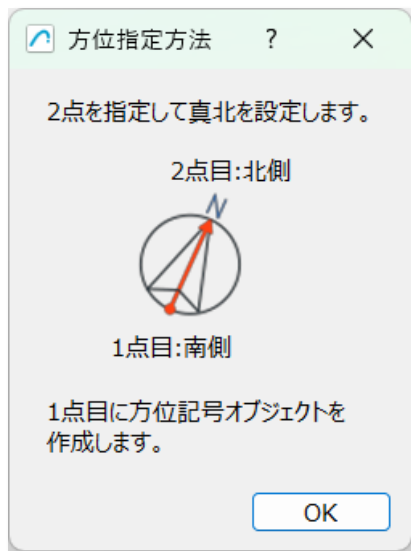 方位指定方法 ? ×
2点を指定して真北を設定します。
2点目:北側
N
1点目:南側
1点目に方位記号オブジェクトを
作成します。
OK